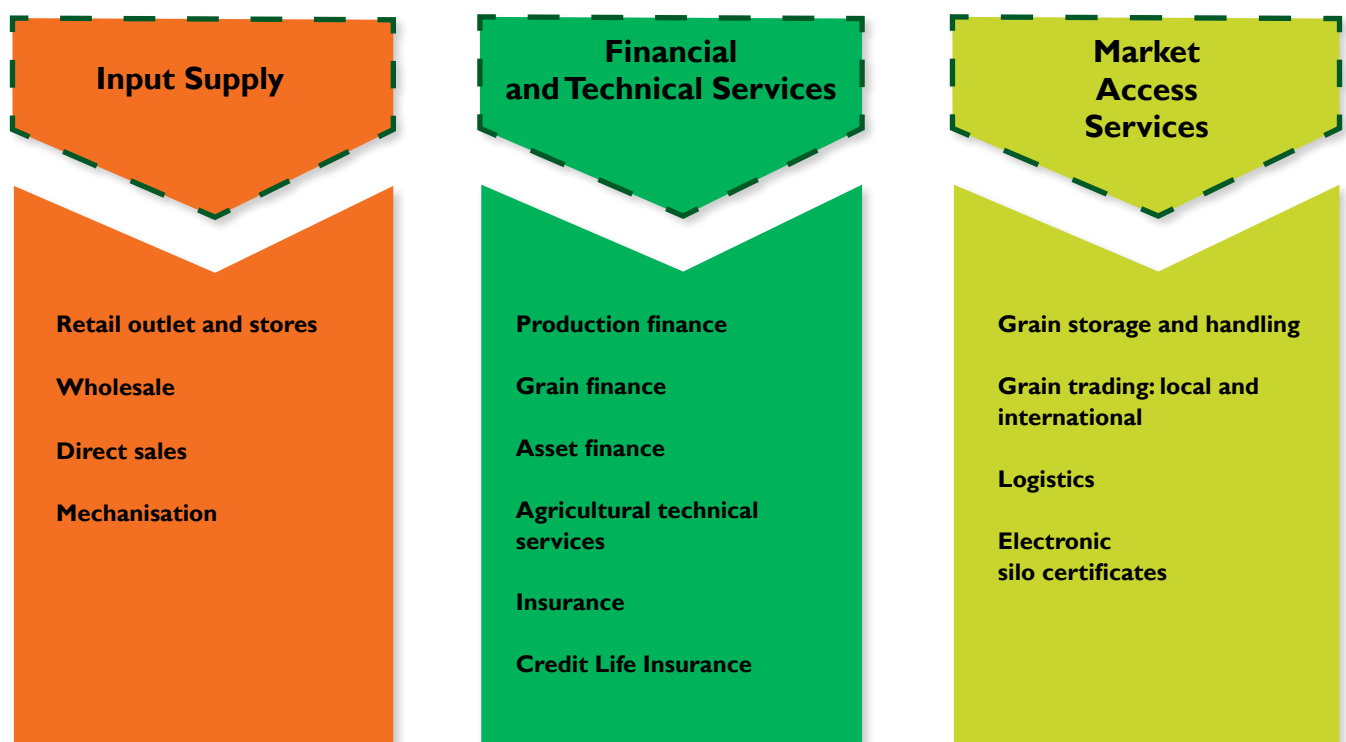 Input Supply
Retail outlet and stores
Wholesale
Direct sales
Mechanisation
Financial
and Technical Services
Production finance
Grain finance
Asset finance
Agricultural technical
services
Insurance
Credit Life Insurance
Market
Access
Services
Grain storage and handling
Grain trading: local and
international
Logistics
Electronic
silo certificates